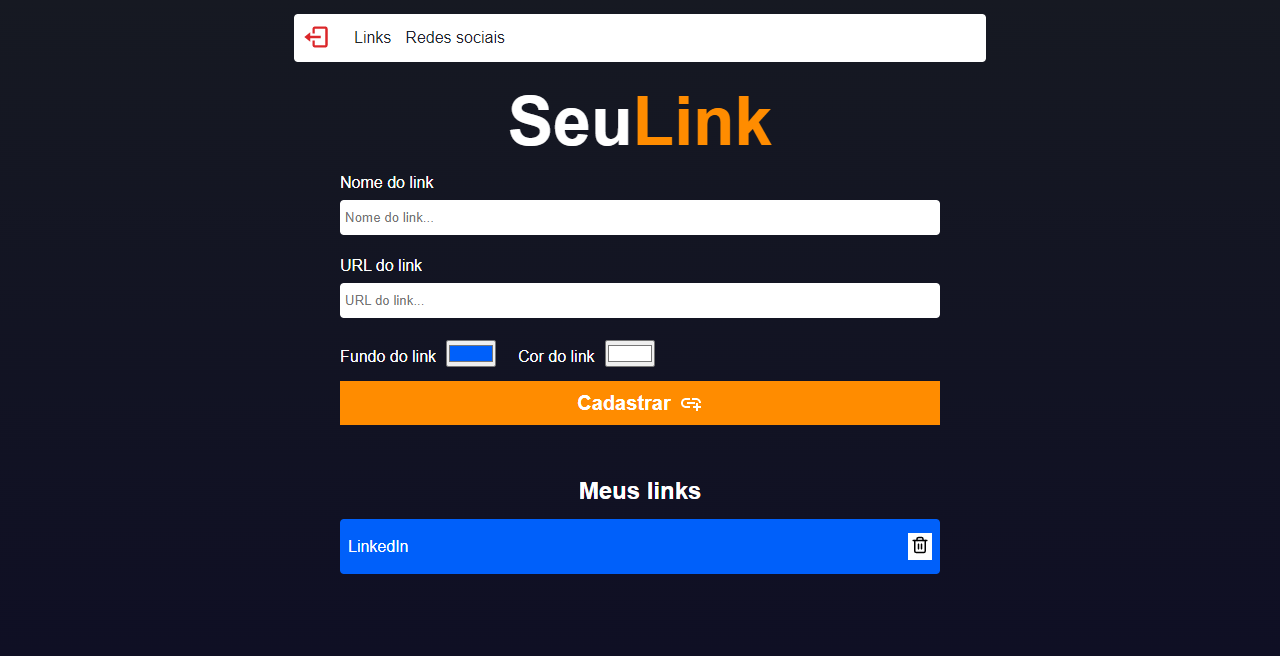 Links Redes sociais
SeuLink
Nome do link
Nome do link...
URL do link
URL do link...
Fundo do link Cor do link
Cadastrar
Meus links
LinkedIn